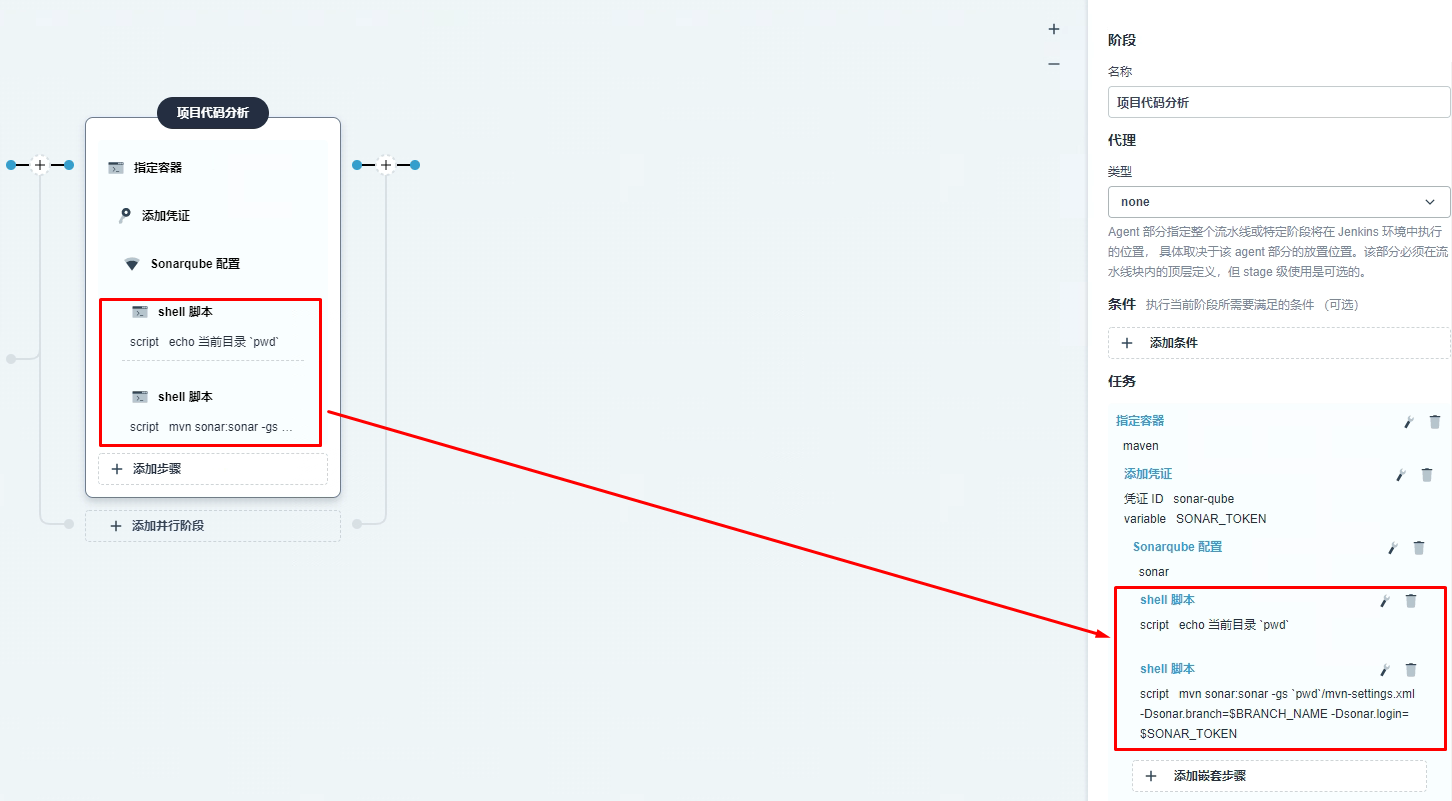 项目代码分析
指定容器
添加凭证
Sonarqube 配置
shell 脚本
script echo 当前目录 `pwd`
shell 脚本
script mvn sonar:sonar -gs ...
添加步骤
添加并行阶段
阶段
名称
项目代码分析
代理
类型
none
Agent 部分指定整个流水线或特定阶段将在 Jenkins 环境中执行
的位置， 具体取决于该 agent 部分的放置位置。该部分必须在流
水线块内的顶层定义，但 stage 级使用是可选的。
条件 执行当前阶段所需要满足的条件 （可选）
添加条件
任务
指定容器
maven
添加凭证
凭证 ID sonar-qube
variable SONAR_TOKEN
Sonarqube 配置
sonar
shell 脚本
script echo 当前目录 `pwd`
shell 脚本
script mvn sonar:sonar -gs `pwd`/mvn-settings.xml
-Dsonar.branch=$BRANCH_NAME -Dsonar.login=
$SONAR_TOKEN
添加嵌套步骤